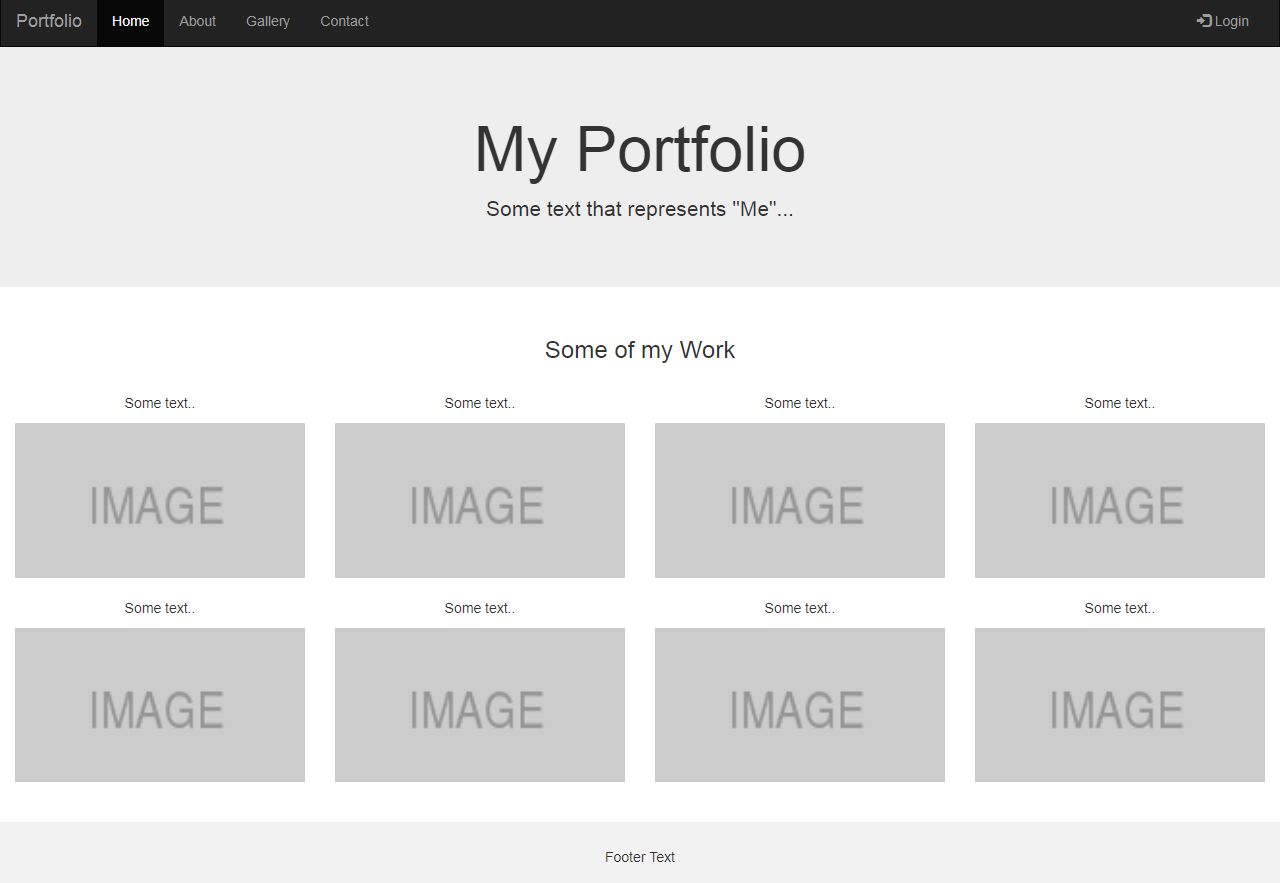 Portfolio Home About Gallery Contact Login
My Portfolio
Some text that represents "Me"...
Some of my Work
Some text.. Some text.. Some text.. Some text..
IMAGE IMAGE IMAGE IMAGE
Some text.. Some text.. Some text.. Some text..
IMAGE IMAGE IMAGE IMAGE
Footer Text